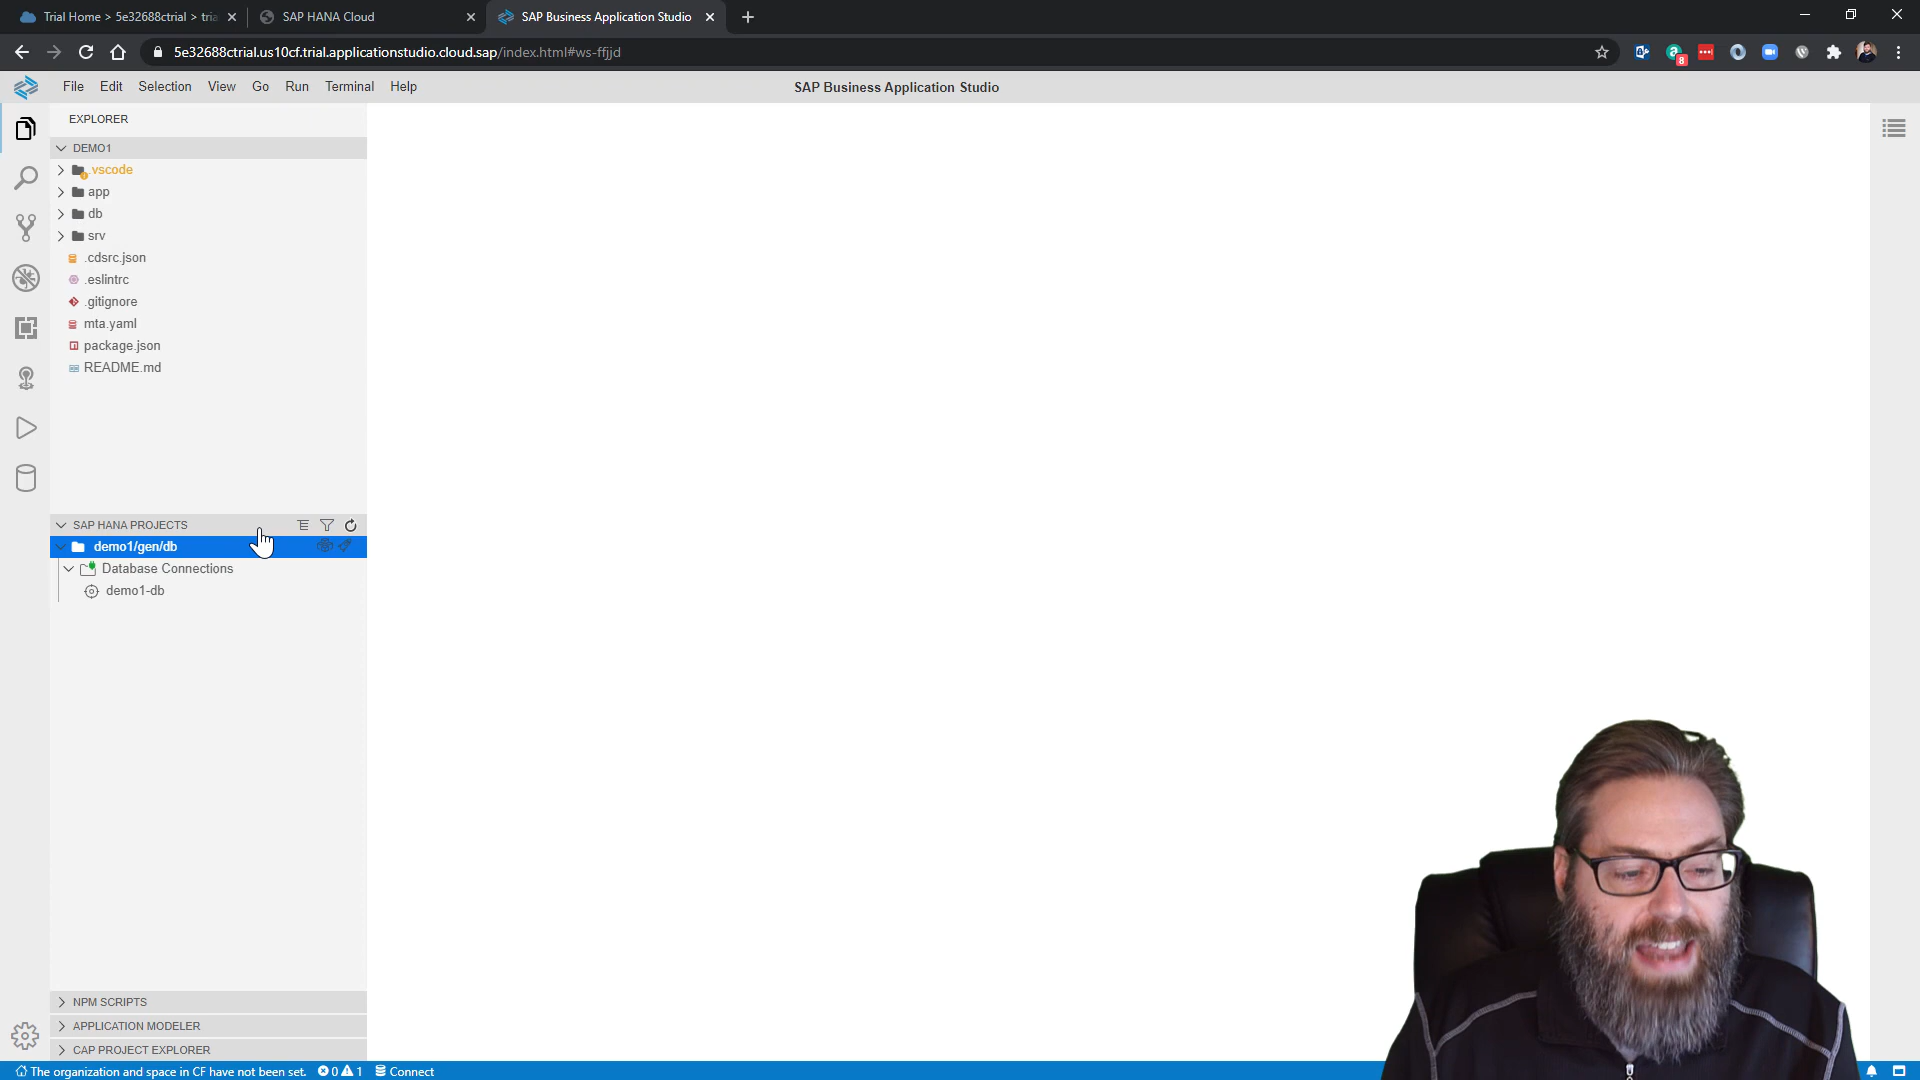 Trial Home > 5e32688ctrial > tria
SAP HANA Cloud
SAP Business Application Studio
5e32688ctrial.us10cf.trial.applicationstudio.cloud.sap/index.html#ws-ffjjd
8
File Edit Selection View Go Run Terminal Help
SAP Business Application Studio
EXPLORER
DEMO1
.vscode
app
db
srv
.cdsrc.json
.eslintrc
.gitignore
mta.yaml
package.json
README.md
SAP HANA PROJECTS
demo1/gen/db
Database Connections
demo1-db
NPM SCRIPTS
APPLICATION MODELER
CAP PROJECT EXPLORER
The organization and space in CF have not been set. 0 1 Connect